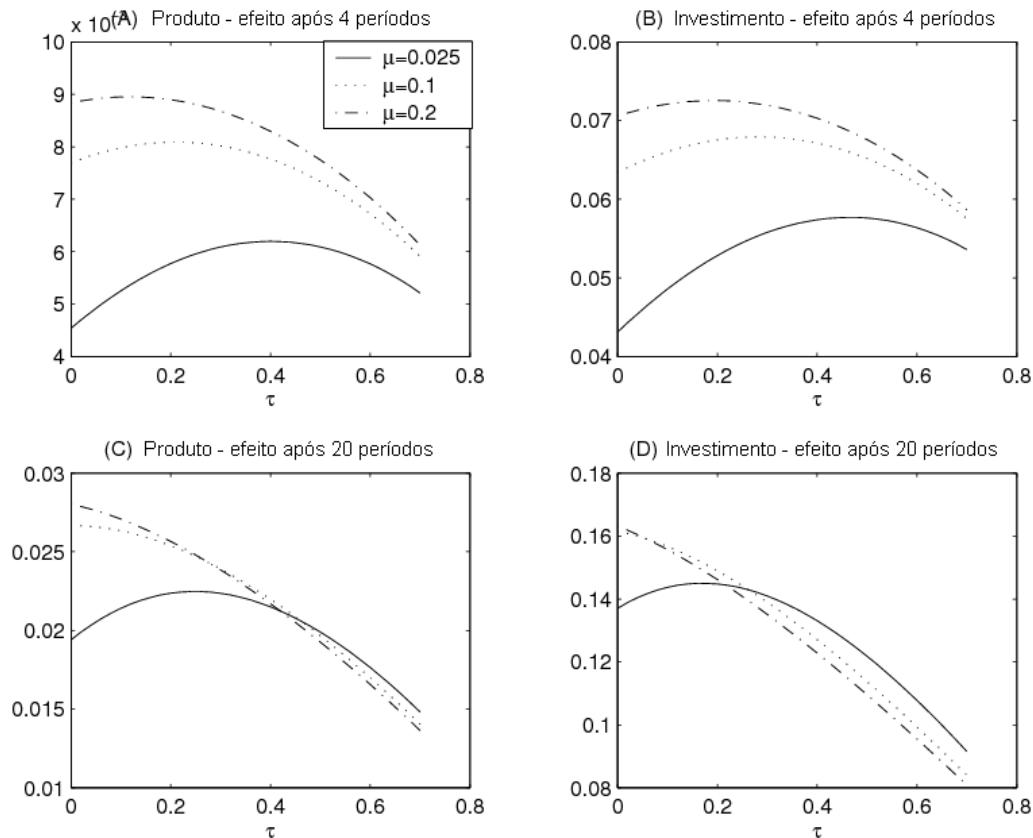 x 10⁻³
(A) Produto - efeito após 4 períodos
10
9
8
7
6
5
4
0 0.2 0.4 0.6 0.8
τ
μ=0.025
μ=0.1
μ=0.2
(B) Investimento - efeito após 4 períodos
0.08
0.07
0.06
0.05
0.04
0 0.2 0.4 0.6 0.8
τ
(C) Produto - efeito após 20 períodos
0.03
0.025
0.02
0.015
0.01
0 0.2 0.4 0.6 0.8
τ
(D) Investimento - efeito após 20 períodos
0.18
0.16
0.14
0.12
0.1
0.08
0 0.2 0.4 0.6 0.8
τ